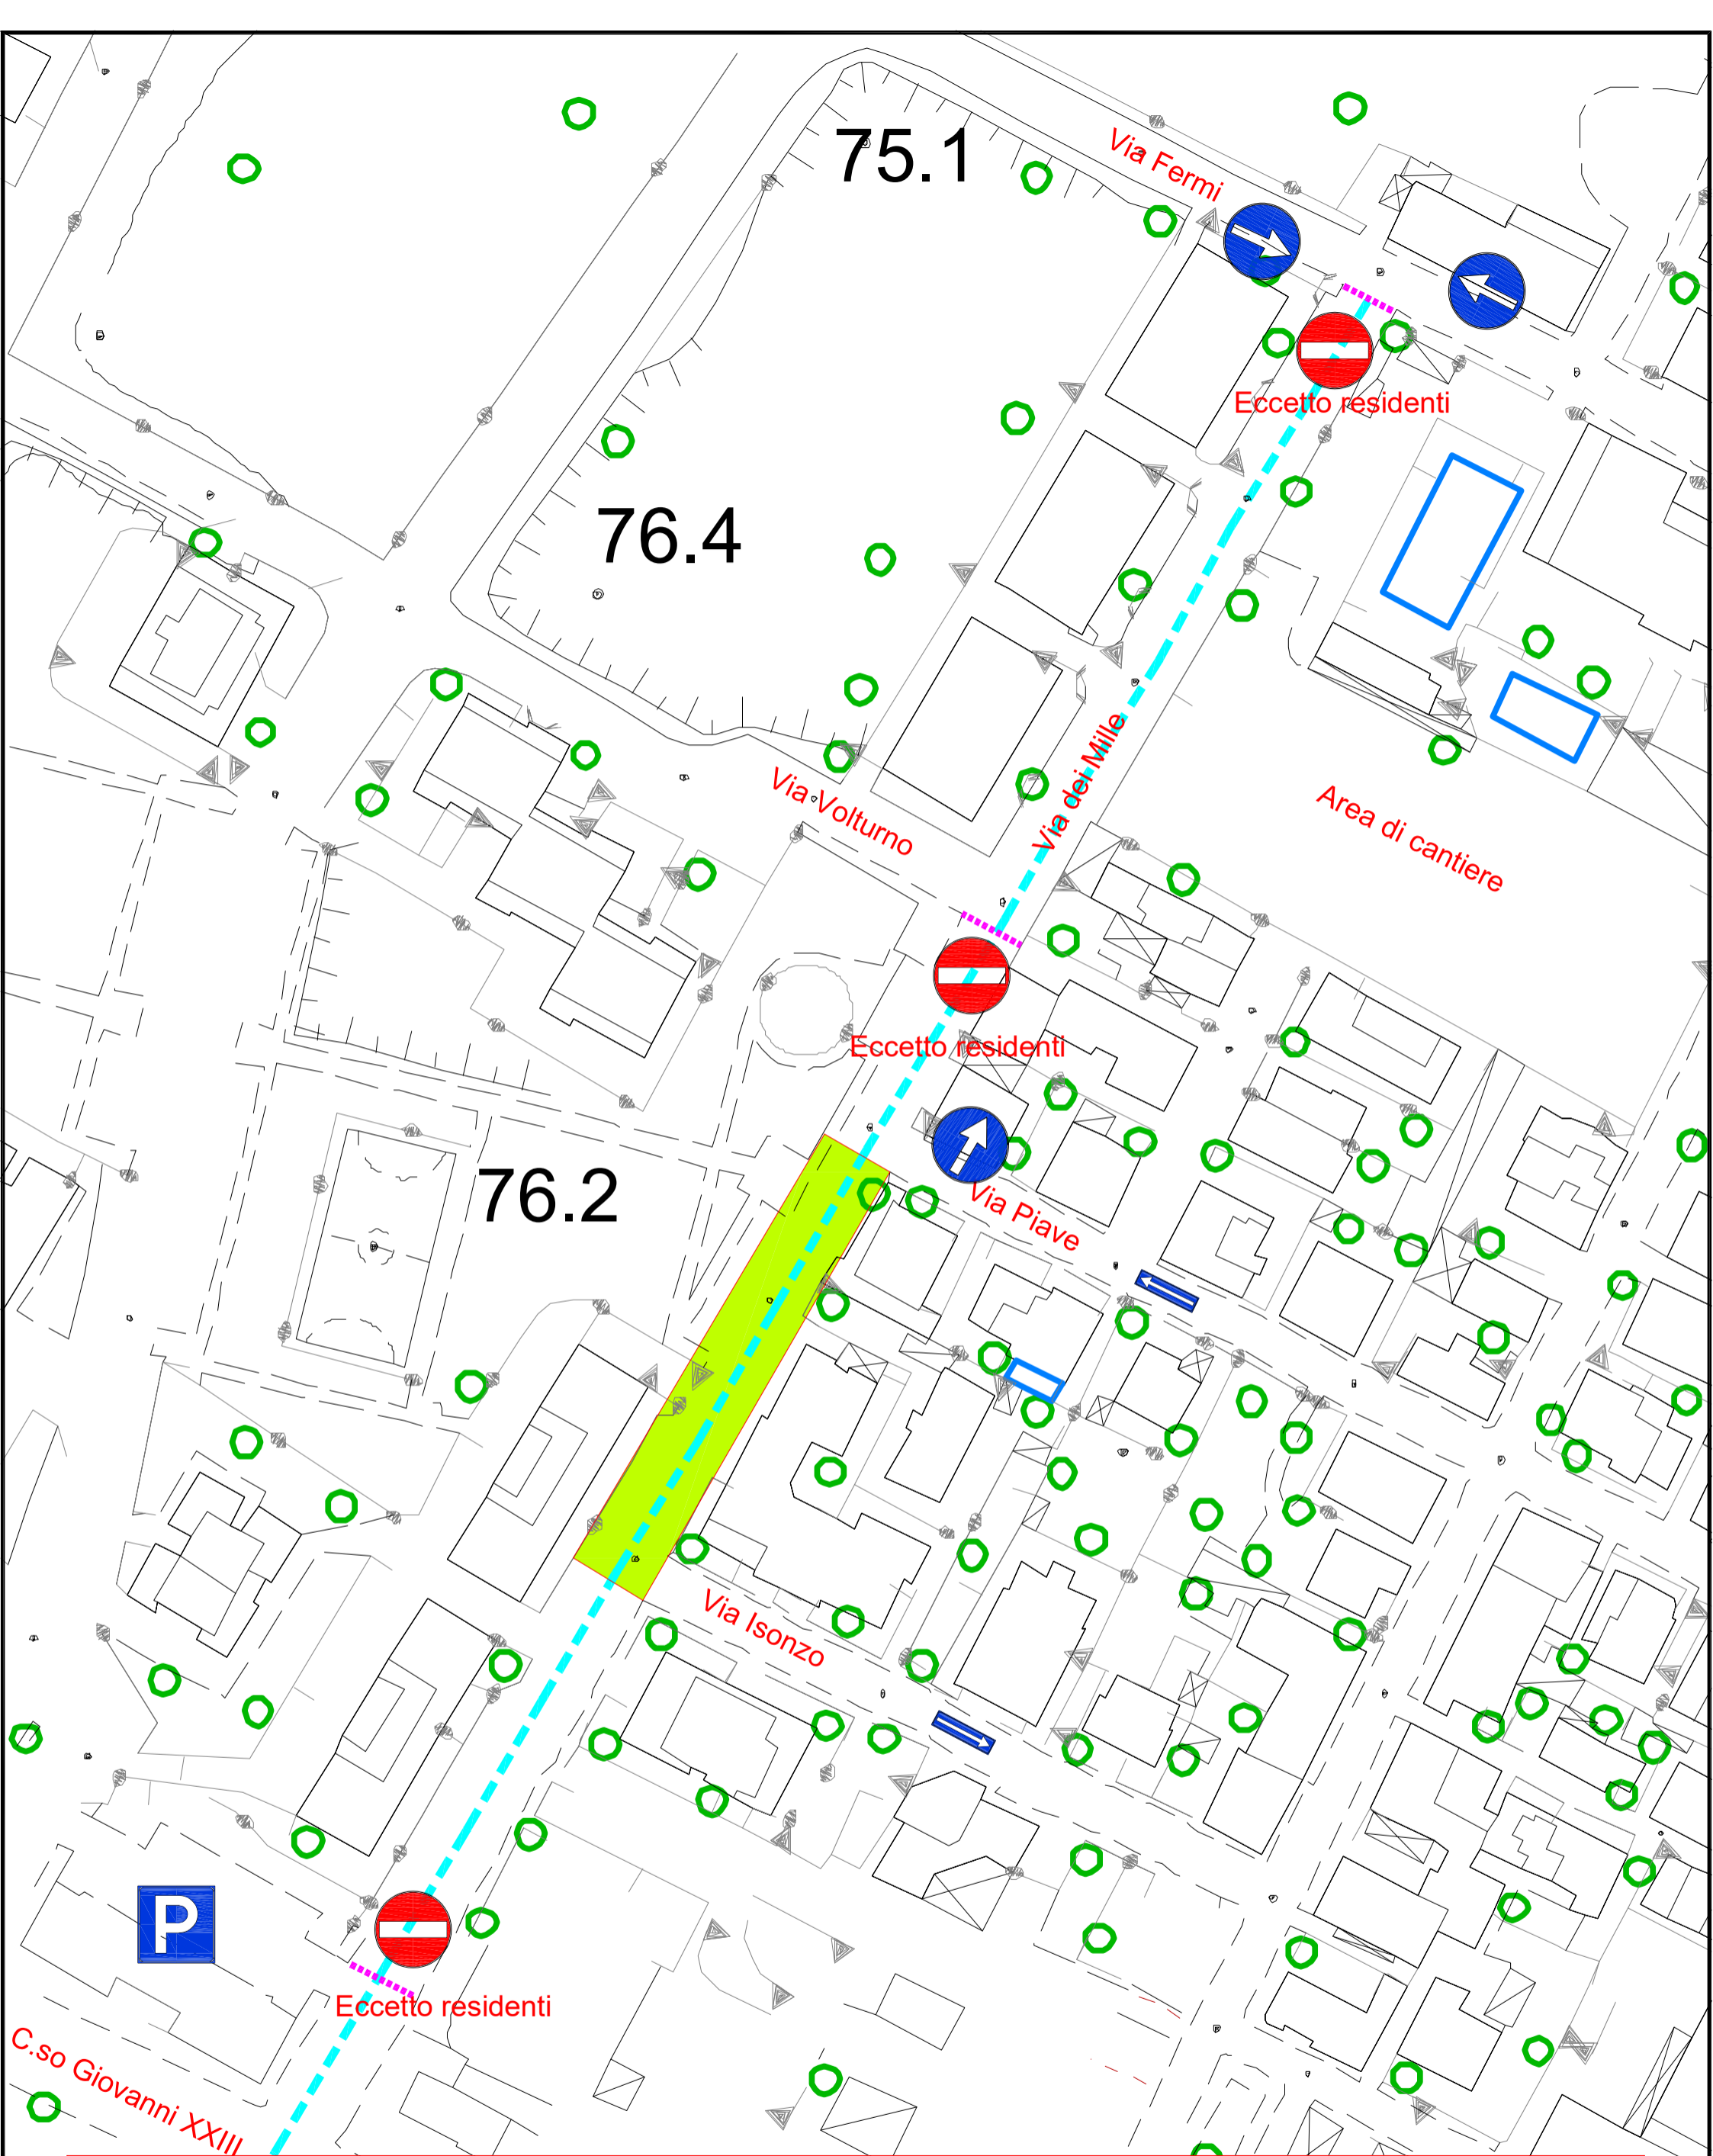 75.1
Via Fermi
Eccetto residenti
76.4
Via dei Mille
Via Volturno
Area di cantiere
Eccetto residenti
76.2
Via Piave
Via Isonzo
P
Eccetto residenti
C.so Giovanni XXIII